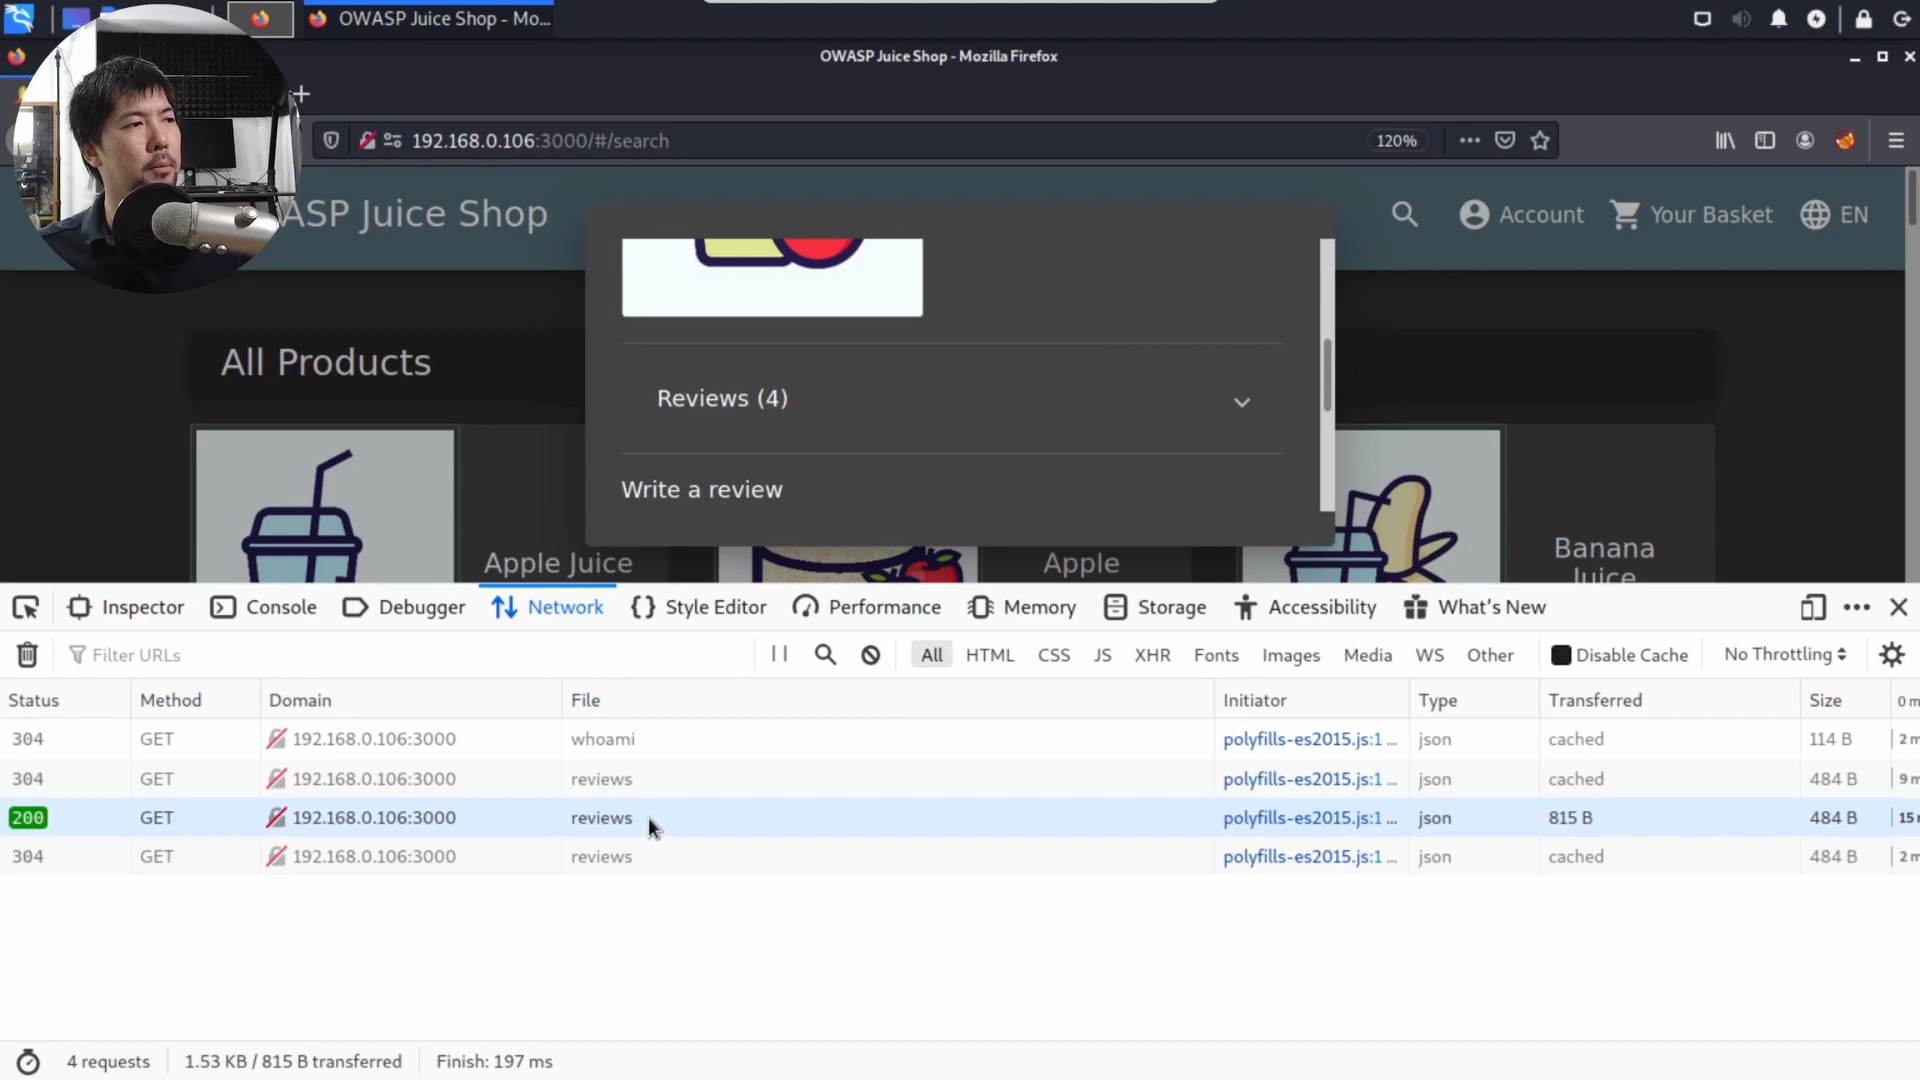 OWASP Juice Shop - Mo...
OWASP Juice Shop - Mozilla Firefox
192.168.0.106:3000/#/search
120%
ASP Juice Shop
Account
Your Basket
EN
All Products
Reviews (4)
Write a review
Apple Juice
Apple
Banana
Juice
Inspector
Console
Debugger
Network
Style Editor
Performance
Memory
Storage
Accessibility
What's New
Filter URLs
All
HTML
CSS
JS
XHR
Fonts
Images
Media
WS
Other
Disable Cache
No Throttling
Status Method Domain File Initiator Type Transferred Size 0 m
304 GET 192.168.0.106:3000 whoami polyfills-es2015.js:1 ... json cached 114 B 2 m
304 GET 192.168.0.106:3000 reviews polyfills-es2015.js:1 ... json cached 484 B 9 m
200 GET 192.168.0.106:3000 reviews polyfills-es2015.js:1 ... json 815 B 484 B 15
304 GET 192.168.0.106:3000 reviews polyfills-es2015.js:1 ... json cached 484 B 2 m
4 requests
1.53 KB / 815 B transferred
Finish: 197 ms